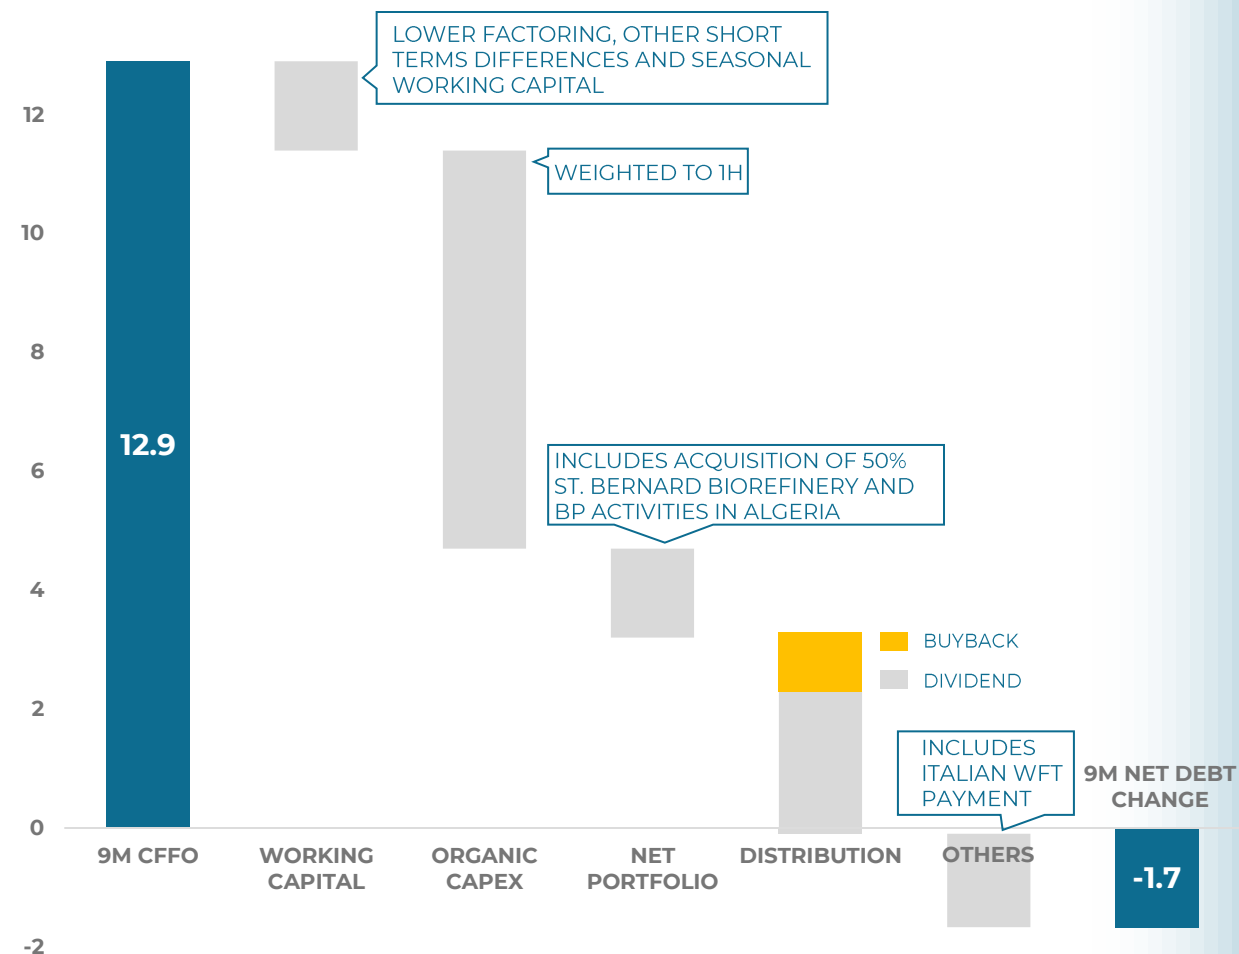 LOWER FACTORING, OTHER SHORT
TERMS DIFFERENCES AND SEASONAL
WORKING CAPITAL
12
WEIGHTED TO 1H
10
8
12.9
6
INCLUDES ACQUISITION OF 50%
ST. BERNARD BIOREFINERY AND
BP ACTIVITIES IN ALGERIA
4
BUYBACK
DIVIDEND
2
INCLUDES
ITALIAN WFT
PAYMENT
9M NET DEBT
CHANGE
0
9M CFFO
WORKING
CAPITAL
ORGANIC
CAPEX
NET
PORTFOLIO
DISTRIBUTION
OTHERS
-1.7
-2